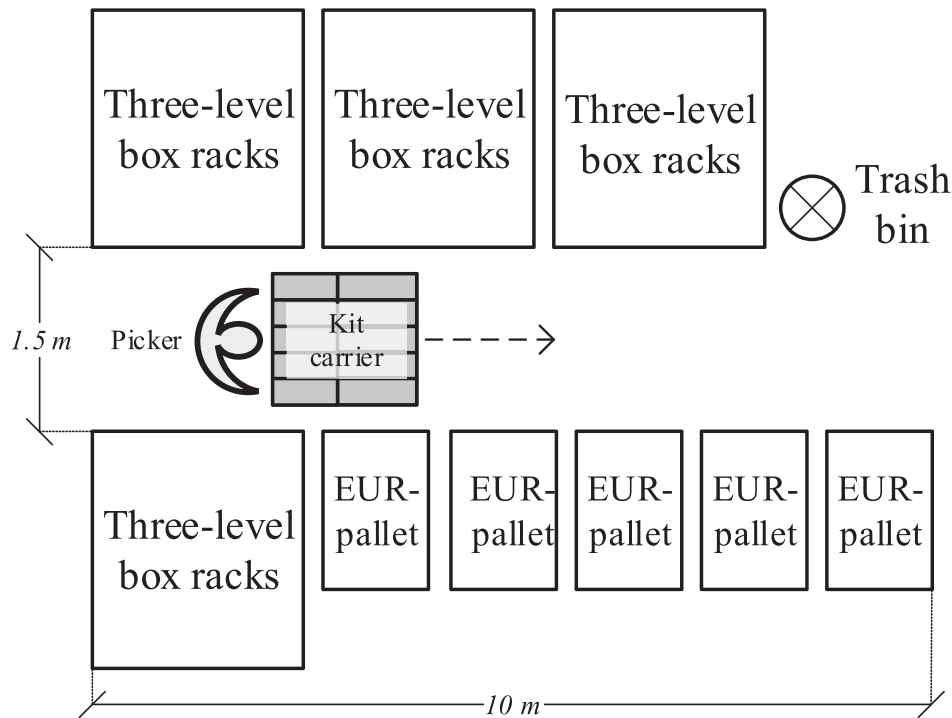 Three-level
box racks
Three-level
box racks
Three-level
box racks
Trash
bin
1.5 m
Picker
Kit
carrier
Three-level
box racks
EUR-
pallet
EUR-
pallet
EUR-
pallet
EUR-
pallet
EUR-
pallet
10 m